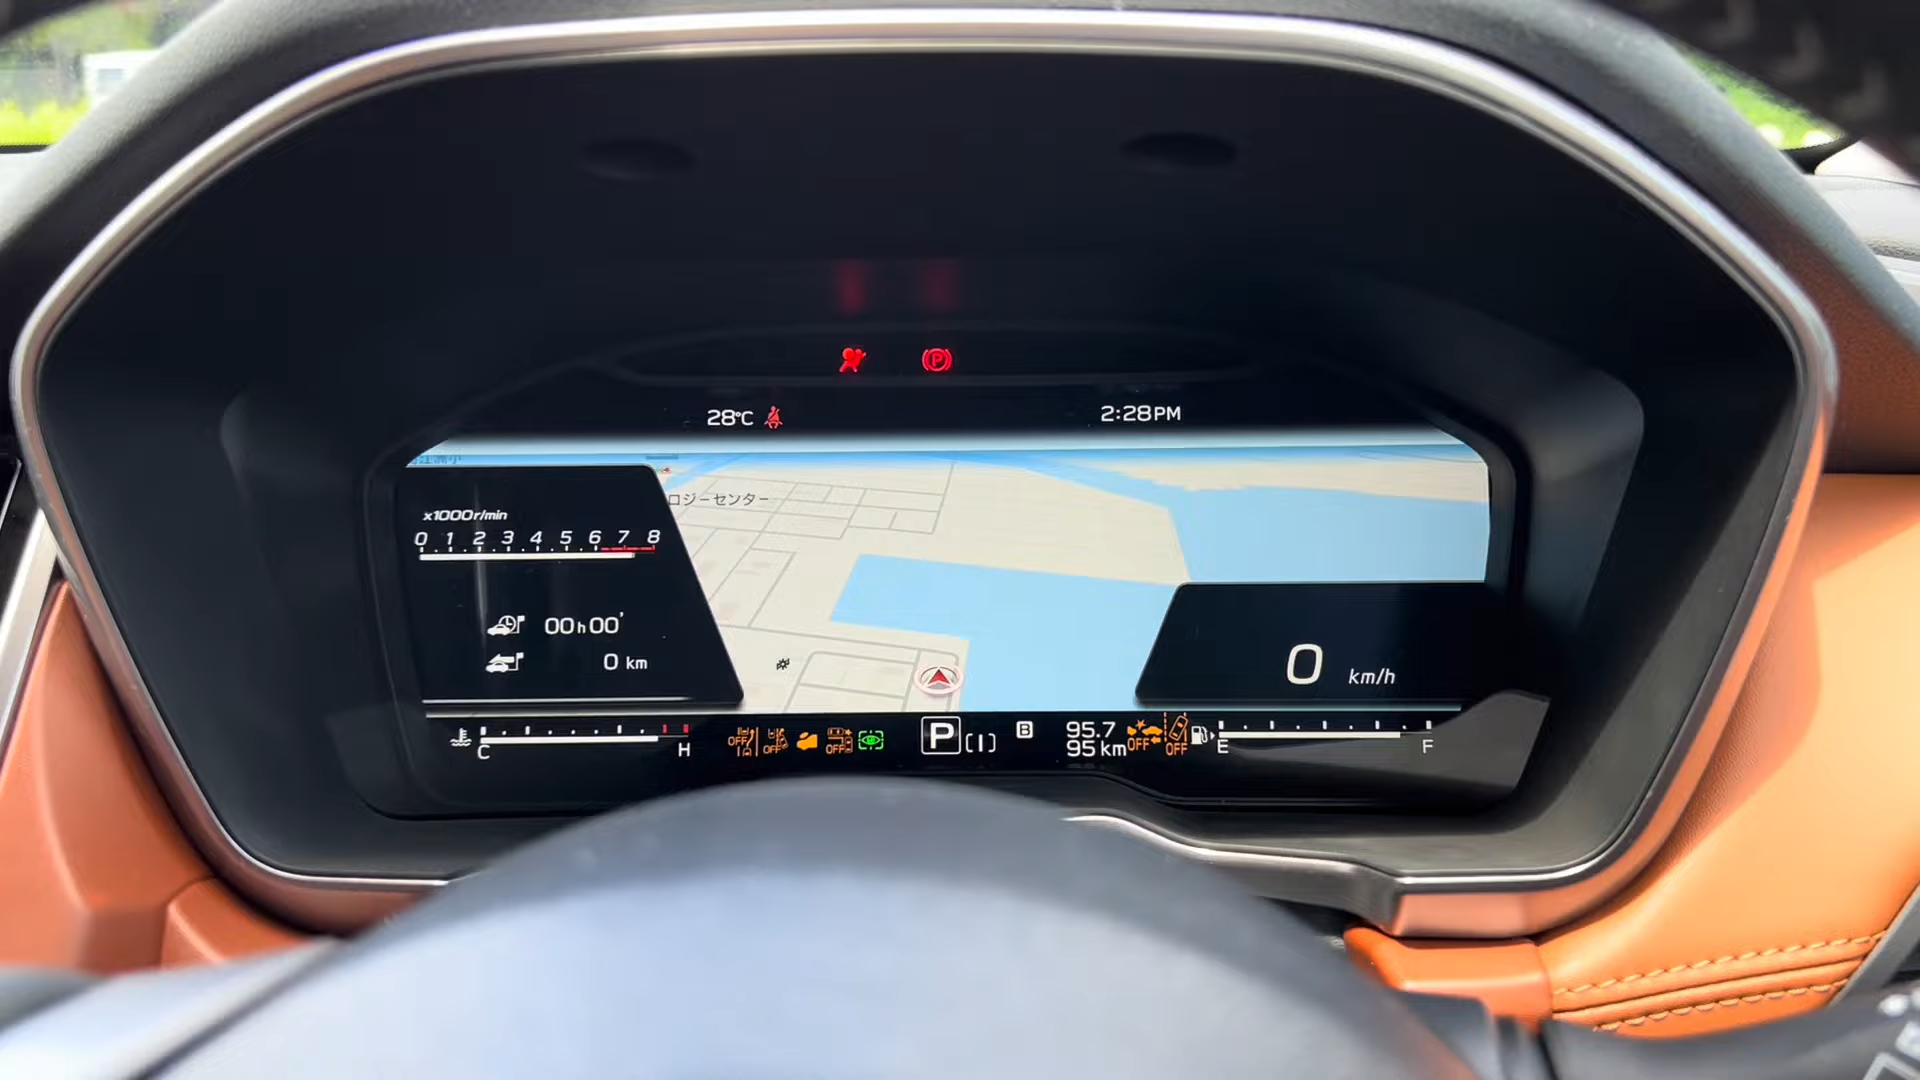 28°C
2:28PM
ロジーセンター
x1000r/min
0 1 2 3 4 5 6 7 8
00h00'
0 km
0 km/h
C
H
OFF
OFF
OFF
P
B
95.7
95 km
OFF
OFF
E
F